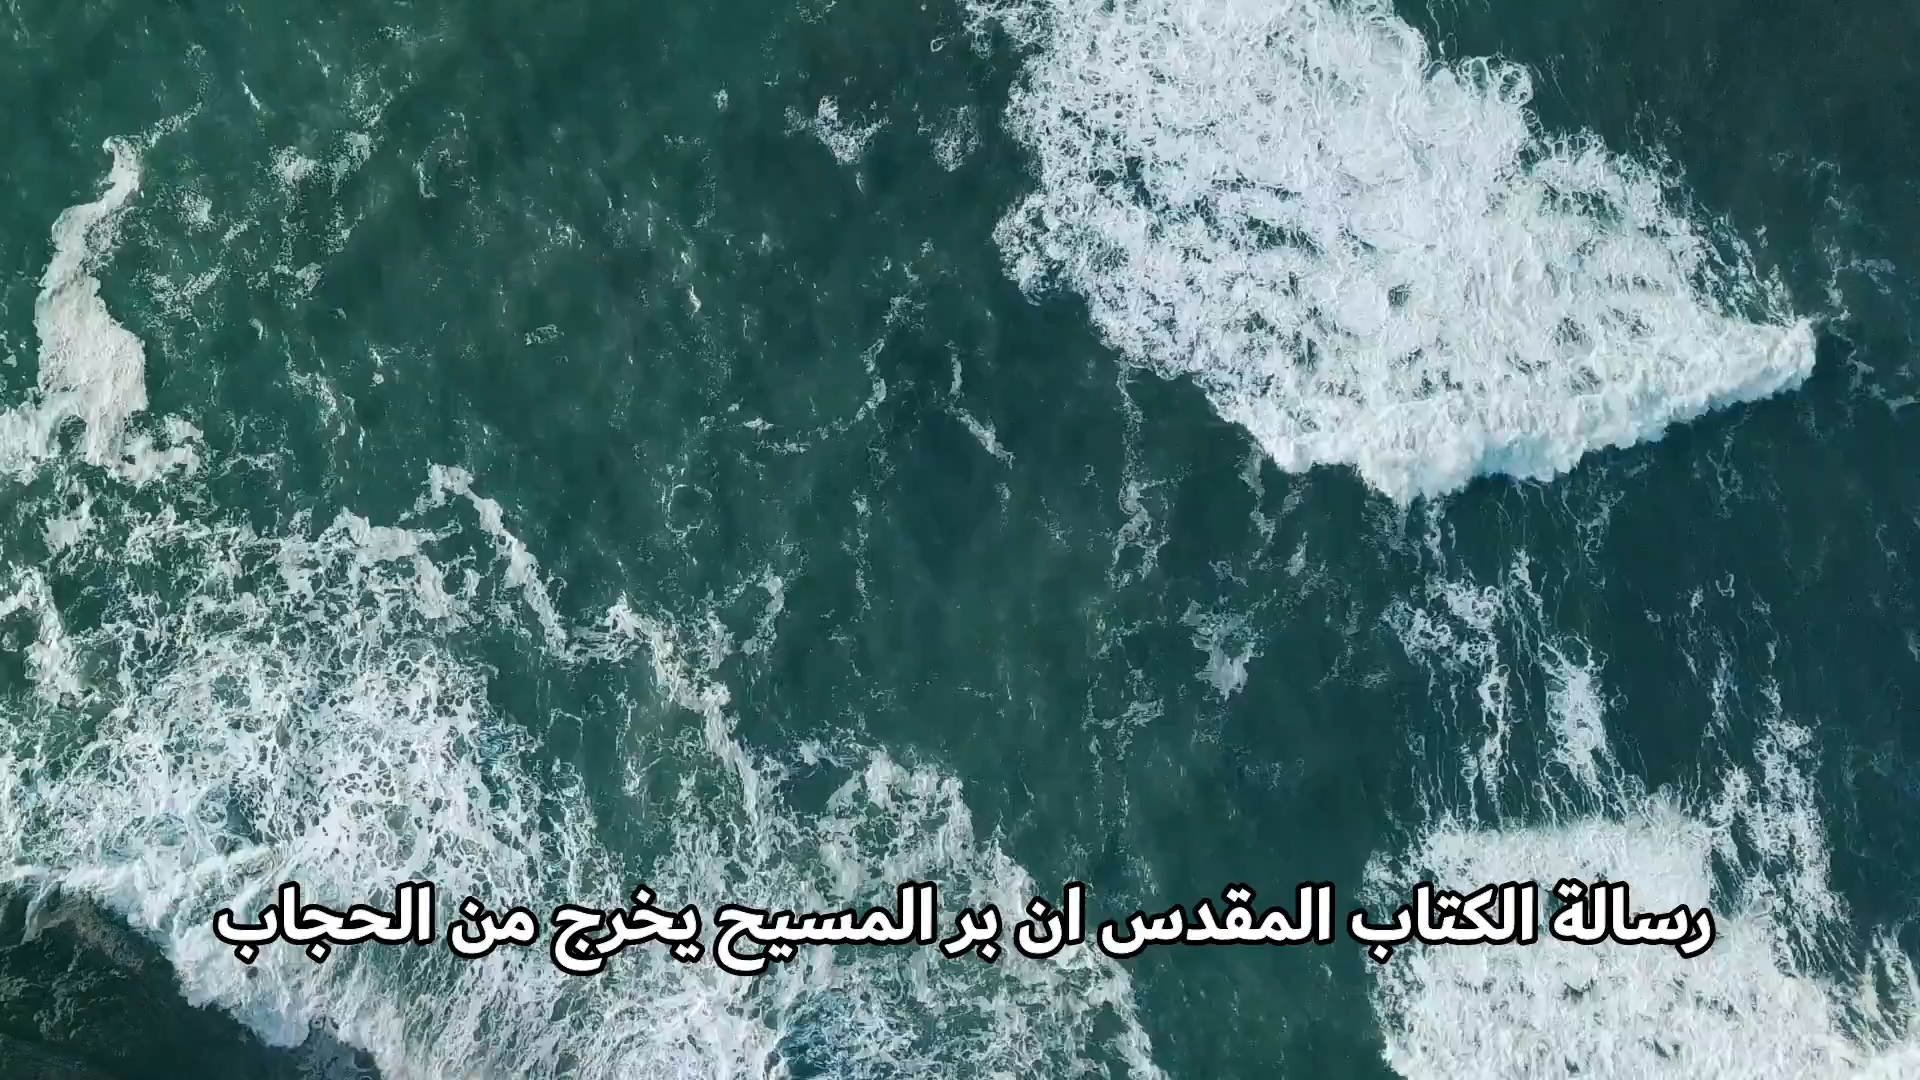 رسالة الكتاب المقدس ان بر المسيح يخرج من الحجاب